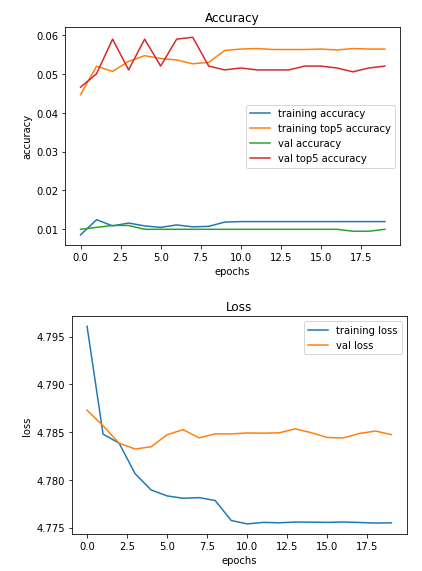 Accuracy
0.06
0.05
0.04
0.03
0.02
0.01
accuracy
training accuracy
training top5 accuracy
val accuracy
val top5 accuracy
0.0 2.5 5.0 7.5 10.0 12.5 15.0 17.5
epochs
Loss
4.795
4.790
4.785
4.780
4.775
loss
training loss
val loss
0.0 2.5 5.0 7.5 10.0 12.5 15.0 17.5
epochs